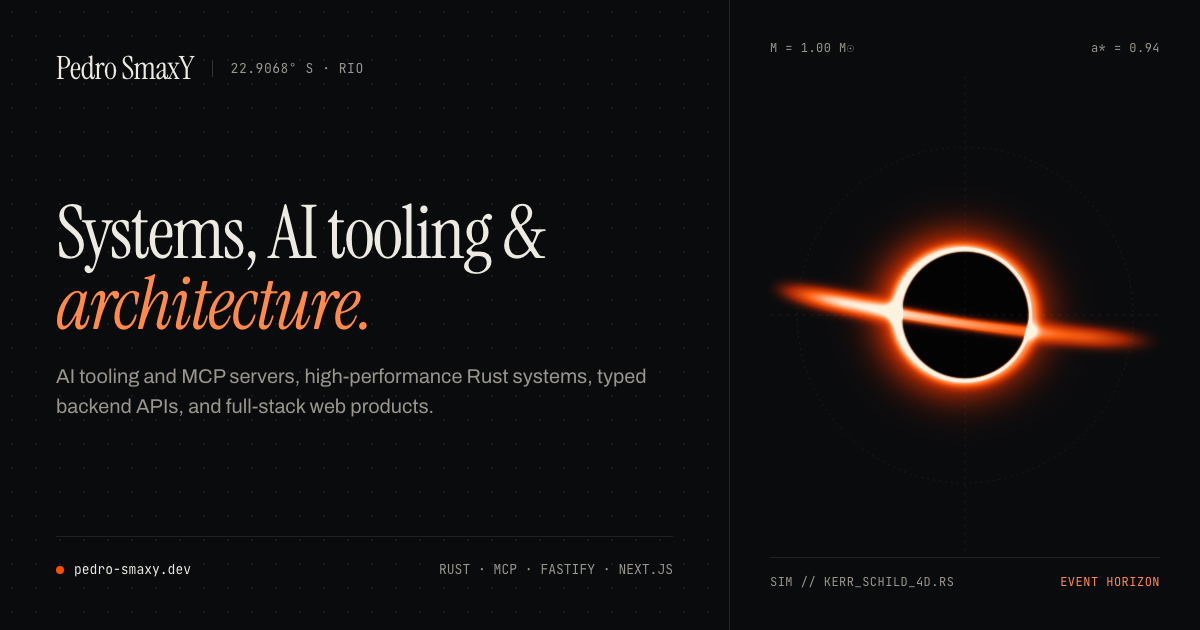 Pedro SmaxY
22.9068° S · RIO
Systems, AI tooling &
architecture.
AI tooling and MCP servers, high-performance Rust systems, typed
backend APIs, and full-stack web products.
pedro-smaxy.dev
RUST · MCP · FASTIFY · NEXT.JS
M = 1.00 M☉
a* = 0.94
SIM // KERR_SCHILD_4D.RS
EVENT HORIZON